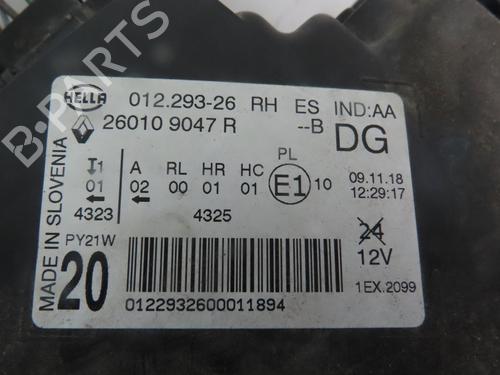 HELLA 012.293-26 RH ES IND:AA
26010 9047 R --B DG
MADE IN SLOVENIA
1 A RL HR HC PL
01 02 00 01 01 E1 10
09.11.18
12:29:17
4323 4325
PY21W
20
24
12V
0122932600011894
1EX.2099
B-PARTS